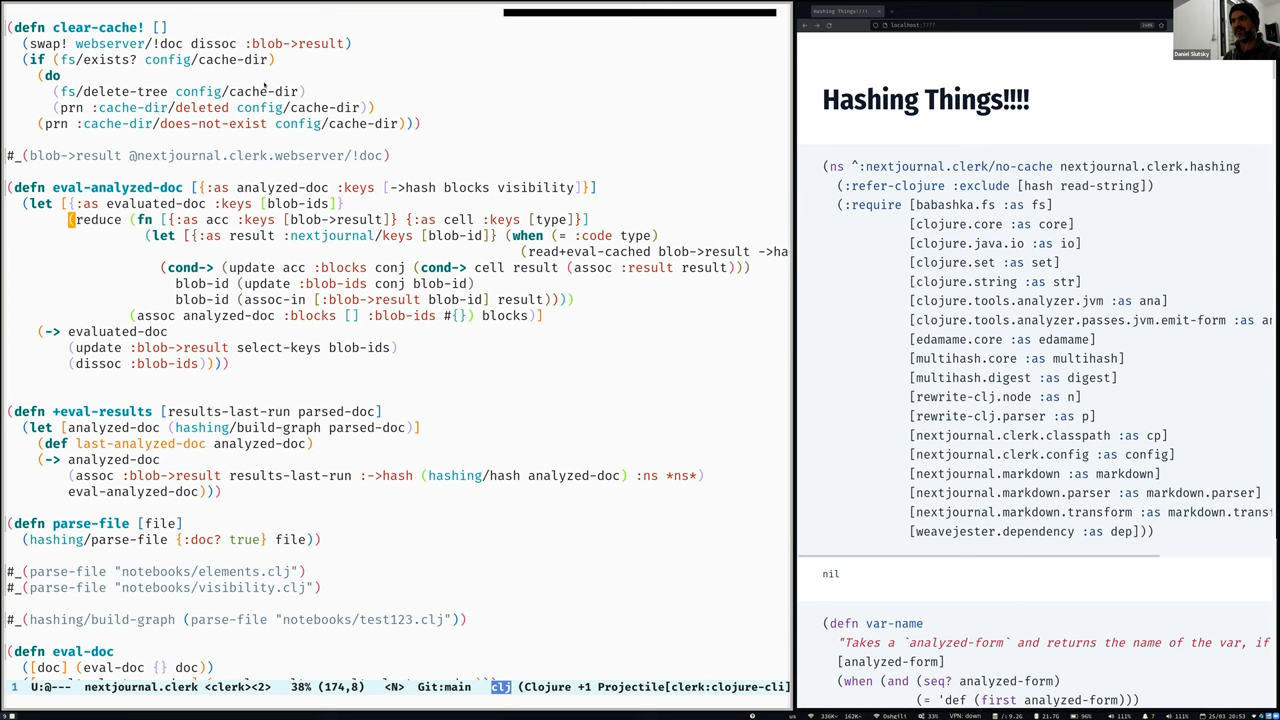 (defn clear-cache! []
  (swap! webserver/!doc dissoc :blob->result)
  (if (fs/exists? config/cache-dir)
    (do
      (fs/delete-tree config/cache-dir)
      (prn :cache-dir/deleted config/cache-dir))
    (prn :cache-dir/does-not-exist config/cache-dir)))
#_(blob->result @nextjournal.clerk.webserver/!doc)
(defn eval-analyzed-doc [{:as analyzed-doc :keys [->hash blocks visibility]}]
  (let [{:as evaluated-doc :keys [blob-ids]}
        (reduce (fn [{:as acc :keys [blob->result]} {:as cell :keys [type]}]
                  (let [{:as result :nextjournal/keys [blob-id]} (when (= :code type)
                                                                   (read+eval-cached blob->result ->ha
                    (cond-> (update acc :blocks conj (cond-> cell result (assoc :result result)))
                      blob-id (update :blob-ids conj blob-id)
                      blob-id (assoc-in [:blob->result blob-id] result))))
                (assoc analyzed-doc :blocks [] :blob-ids #{}) blocks)]
    (-> evaluated-doc
        (update :blob->result select-keys blob-ids)
        (dissoc :blob-ids))))
(defn +eval-results [results-last-run parsed-doc]
  (let [analyzed-doc (hashing/build-graph parsed-doc)]
    (def last-analyzed-doc analyzed-doc)
    (-> analyzed-doc
        (assoc :blob->result results-last-run :->hash (hashing/hash analyzed-doc) :ns *ns*)
        eval-analyzed-doc)))
(defn parse-file [file]
  (hashing/parse-file {:doc? true} file))
#_(parse-file "notebooks/elements.clj")
#_(parse-file "notebooks/visibility.clj")
#_(hashing/build-graph (parse-file "notebooks/test123.clj"))
(defn eval-doc
  ([doc] (eval-doc {} doc))
1 U:@--- nextjournal.clerk <clerk><2> 38% (174,8) <N> Git:main clj (Clojure +1 Projectile[clerk:clojure-cli]
Hashing Things!!!!
Daniel Slutsky
Hashing Things!!!!
(ns ^:nextjournal.clerk/no-cache nextjournal.clerk.hashing
  (:refer-clojure :exclude [hash read-string])
  (:require [babashka.fs :as fs]
            [clojure.core :as core]
            [clojure.java.io :as io]
            [clojure.set :as set]
            [clojure.string :as str]
            [clojure.tools.analyzer.jvm :as ana]
            [clojure.tools.analyzer.passes.jvm.emit-form :as an
            [edamame.core :as edamame]
            [multihash.core :as multihash]
            [multihash.digest :as digest]
            [rewrite-clj.node :as n]
            [rewrite-clj.parser :as p]
            [nextjournal.clerk.classpath :as cp]
            [nextjournal.clerk.config :as config]
            [nextjournal.markdown :as markdown]
            [nextjournal.markdown.parser :as markdown.parser]
            [nextjournal.markdown.transform :as markdown.transf
            [weavejester.dependency :as dep]))
nil
(defn var-name
  "Takes a `analyzed-form` and returns the name of the var, if
  [analyzed-form]
  (when (and (seq? analyzed-form)
             (= 'def (first analyzed-form)))